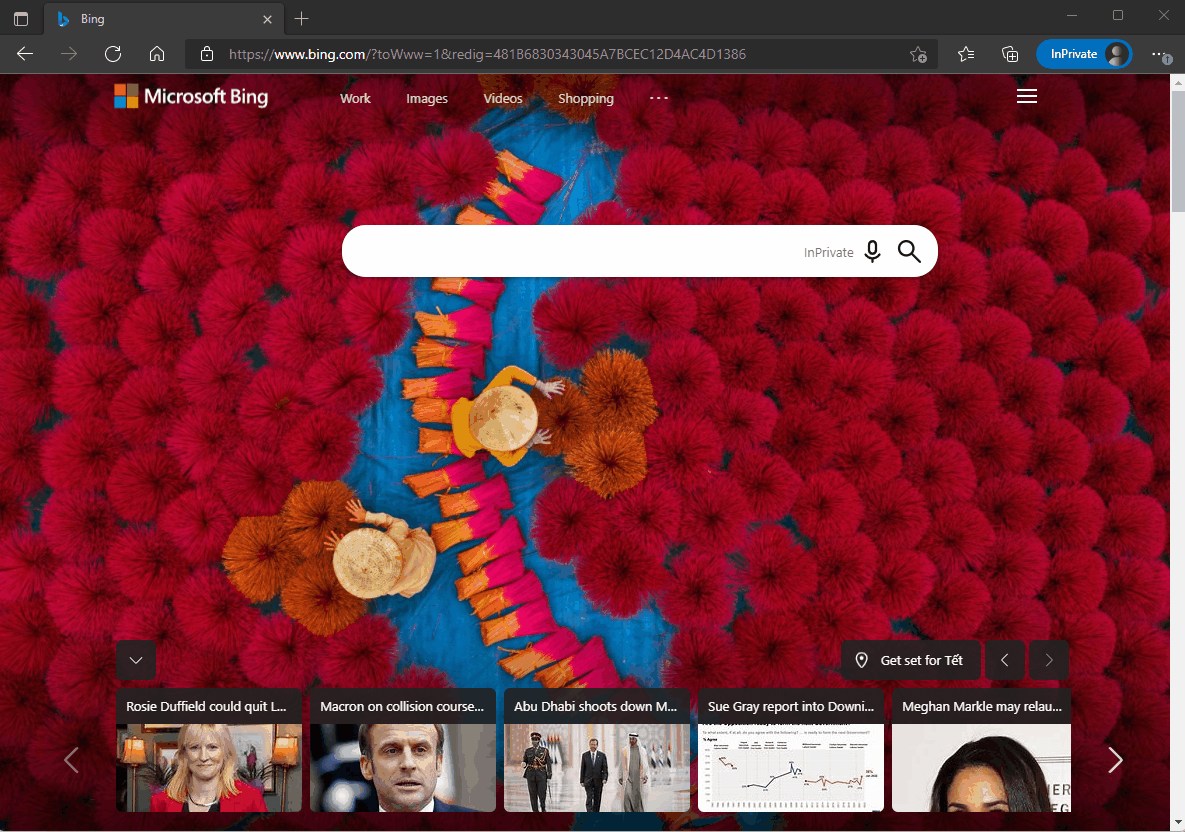 Bing
https://www.bing.com/?toWww=1&redig=481B6830343045A7BCEC12D4AC4D1386
InPrivate
1
Microsoft Bing
Work
Images
Videos
Shopping
InPrivate
Get set for Tết
Rosie Duffield could quit L...
Macron on collision course...
Abu Dhabi shoots down M...
Sue Gray report into Downi...
Meghan Markle may relau...
% Agree